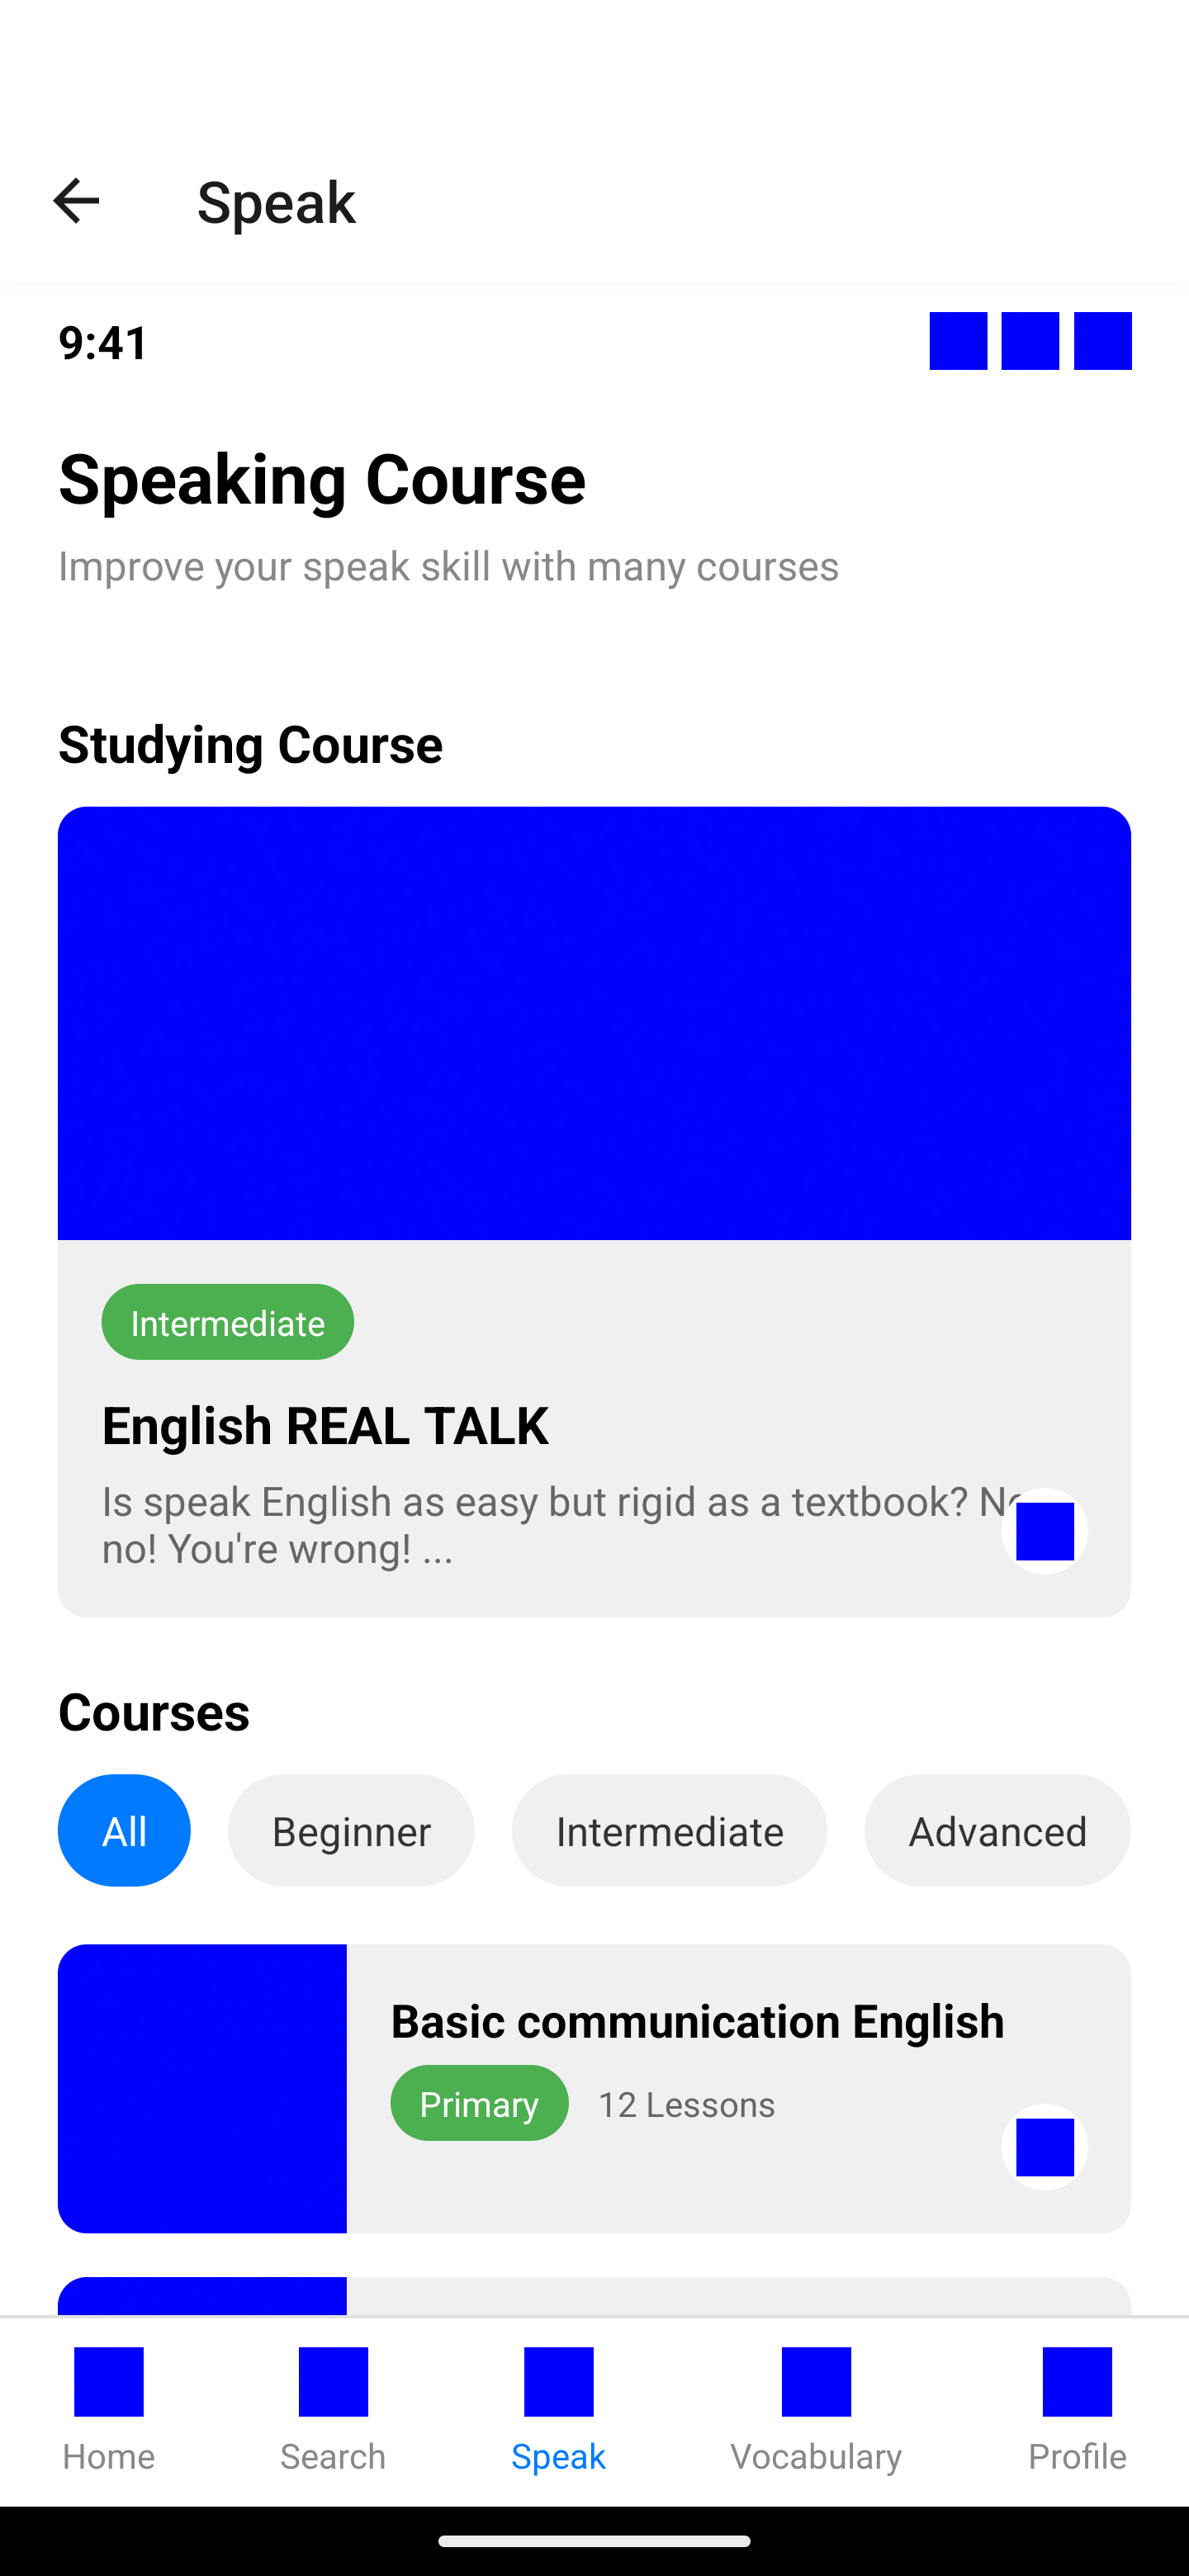 Speak
9:41
Speaking Course
Improve your speak skill with many courses
Studying Course
Intermediate
English REAL TALK
Is speak English as easy but rigid as a textbook?
no! You're wrong! ...
Courses
All
Beginner
Intermediate
Advanced
Basic communication English
Primary
12 Lessons
Home
Search
Speak
Vocabulary
Profile